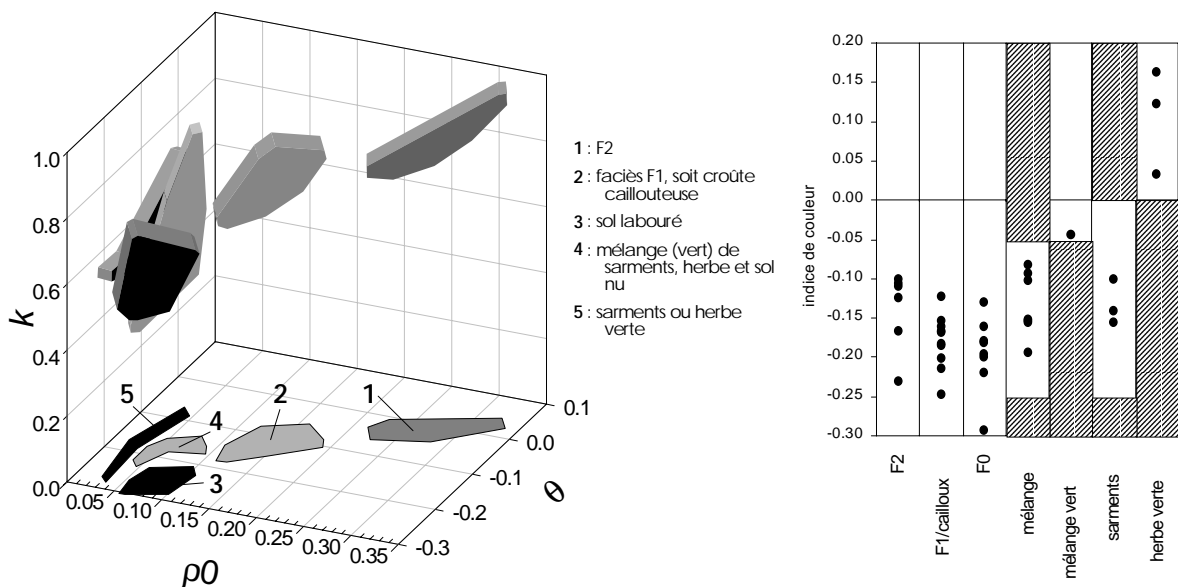 1.0
0.8
0.6
0.4
0.2
0.0
k
0.05
0.10
0.15
0.20
0.25
0.30
0.35
ρ0
-0.3
-0.2
-0.1
0.0
0.1
θ
5
4
3
2
1
1 : F2
2 : faciès F1, soit croûte
caillouteuse
3 : sol labouré
4 : mélange (vert) de
sarments, herbe et sol
nu
5 : sarments ou herbe
verte
indice de couleur
0.20
0.15
0.10
0.05
0.00
-0.05
-0.10
-0.15
-0.20
-0.25
-0.30
F2
F1/cailloux
F0
mélange
mélange vert
sarments
herbe verte